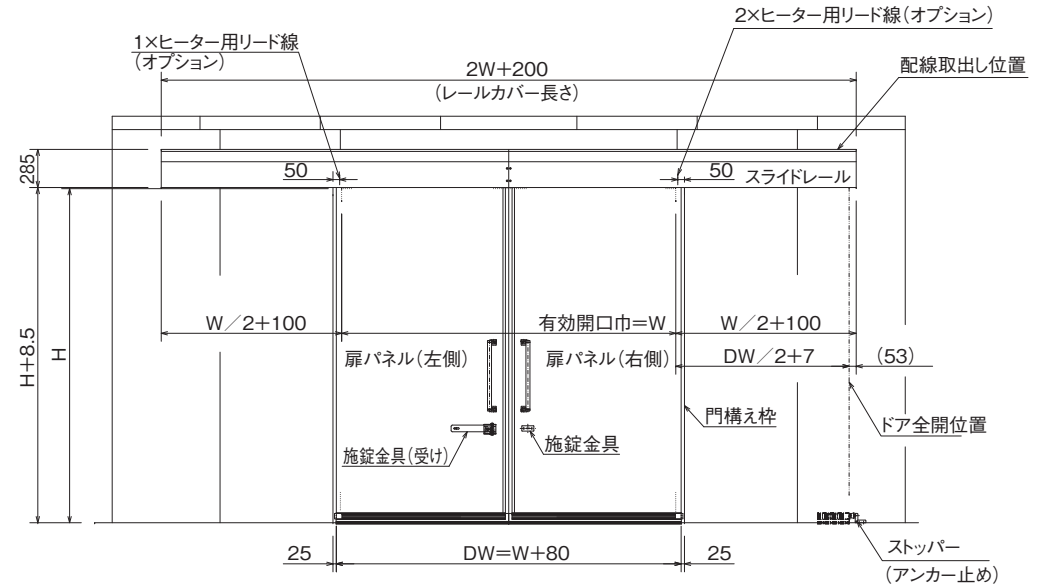 2×ヒーター用リード線(オプション)
1×ヒーター用リード線
(オプション)
2W+200
(レールカバー長さ)
配線取出し位置
285
50
50
スライドレール
H+8.5
H
W/2+100
有効開口巾=W
W/2+100
扉パネル(左側)
扉パネル(右側)
DW/2+7
(53)
門構え枠
ドア全開位置
施錠金具(受け)
施錠金具
25
DW=W+80
25
ストッパー
(アンカー止め)